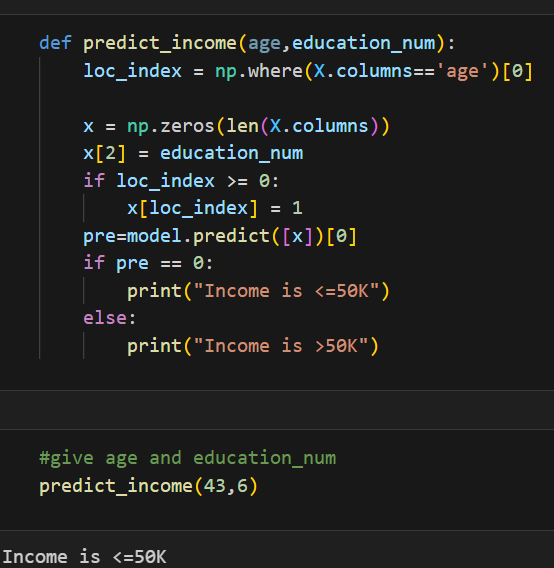 def predict_income(age,education_num):
    loc_index = np.where(X.columns=='age')[0]
    x = np.zeros(len(X.columns))
    x[2] = education_num
    if loc_index >= 0:
        x[loc_index] = 1
    pre=model.predict([x])[0]
    if pre == 0:
        print("Income is <=50K")
    else:
        print("Income is >50K")
#give age and education_num
predict_income(43,6)
Income is <=50K